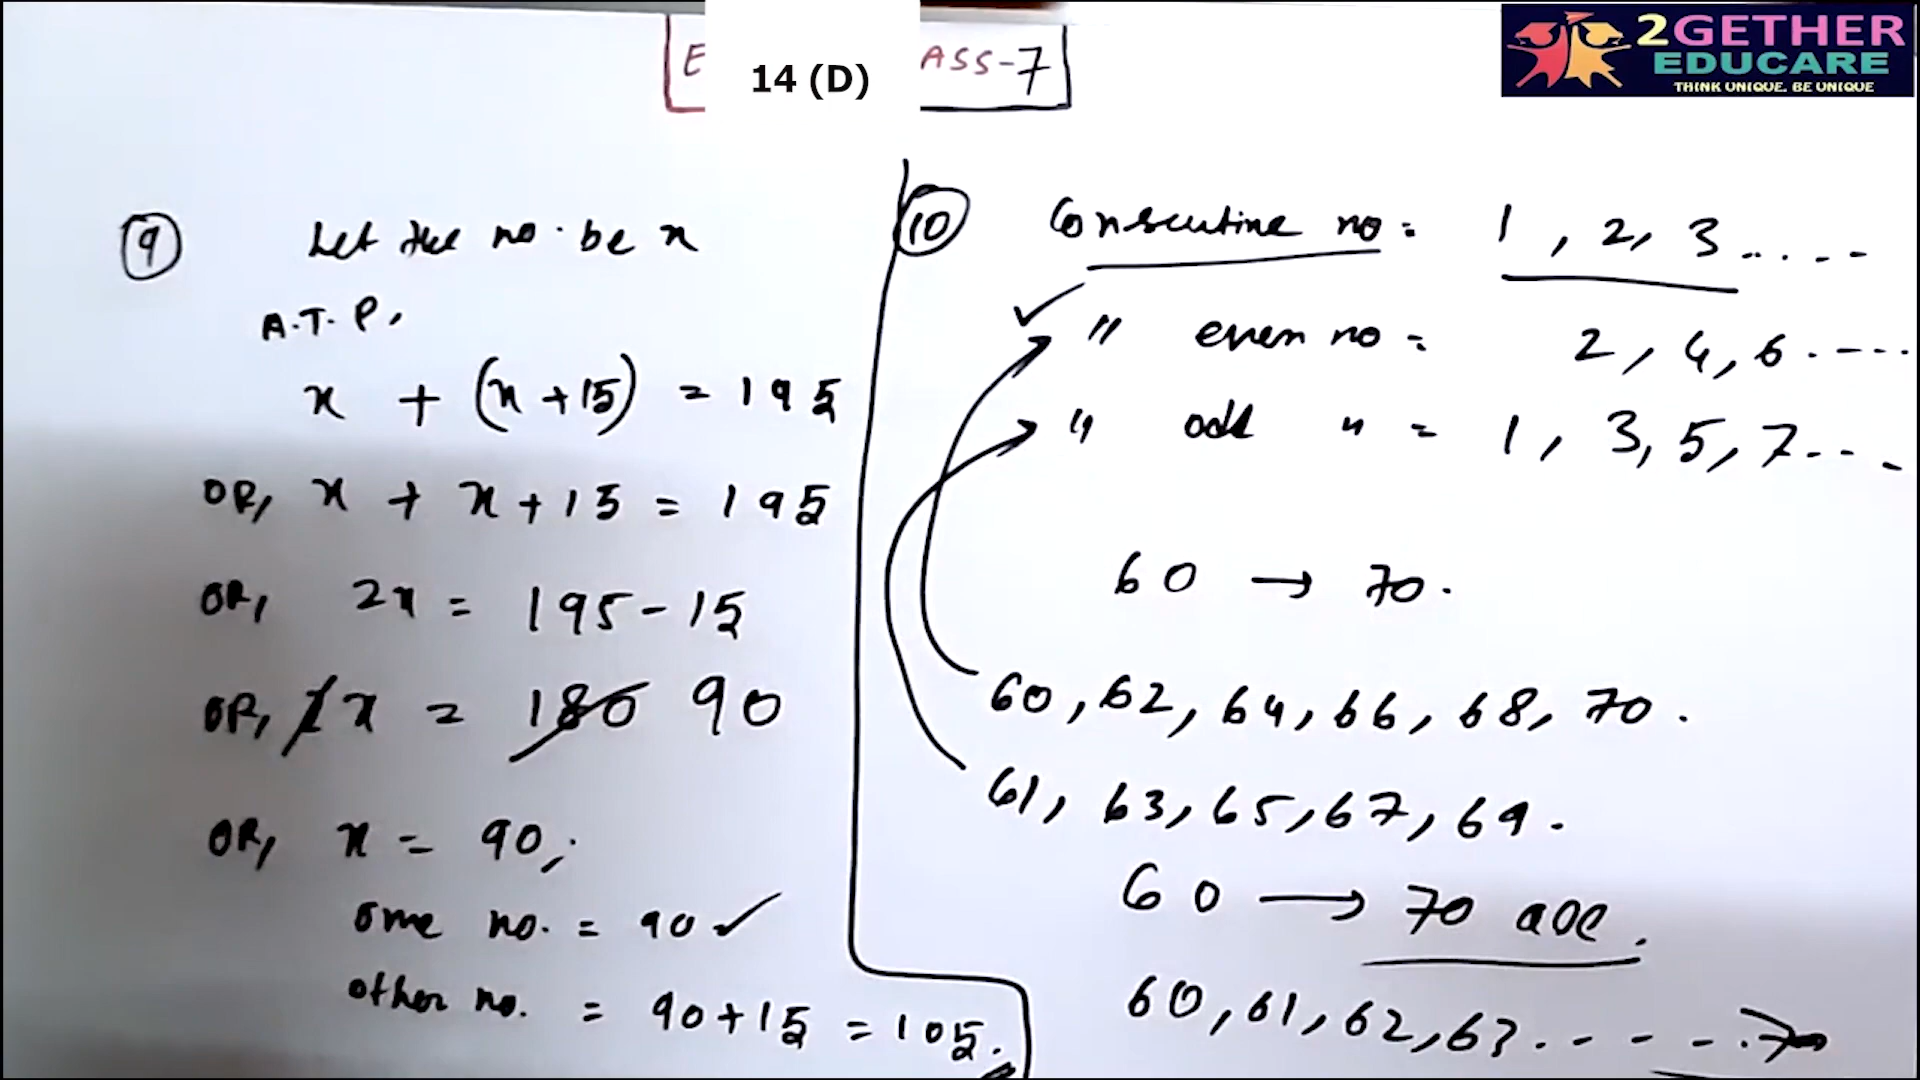 14 (D)
ASS-7
2GETHER
EDUCARE
THINK UNIQUE. BE UNIQUE
9 Let the no. be x
A.T.P,
x + (x+15) = 195
OR, x + x + 15 = 195
OR, 2x = 195 - 15
OR, 2x = 180 90
OR, x = 90,
one no. = 90 ✓
other no. = 90 + 15 = 105.
10 Consecutive no = 1, 2, 3.....
✓ " even no = 2, 4, 6.----
" odd " = 1, 3, 5, 7---
60 → 70.
60, 62, 64, 66, 68, 70.
61, 63, 65, 67, 69.
60 → 70 are.
60, 61, 62, 63.---- 70